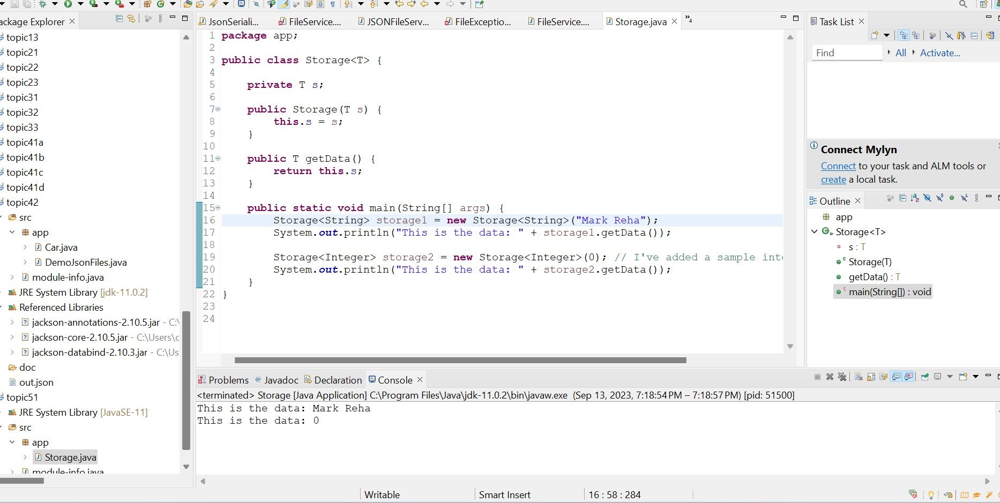 ackage Explorer
topic13
topic21
topic22
topic23
topic31
topic32
topic33
topic41a
topic41b
topic41c
topic41d
topic42
src
app
Car.java
DemoJsonFiles.java
module-info.java
JRE System Library [jdk-11.0.2]
Referenced Libraries
jackson-annotations-2.10.5.jar - C:\
jackson-core-2.10.5.jar - C:\Users\c
jackson-databind-2.10.3.jar - C:\Us
doc
out.json
topic51
JRE System Library [JavaSE-11]
src
app
Storage.java
module-info.java
JsonSeriali... FileService.... JSONFileServ... FileExceptio... FileService.... Storage.java »4
1 package app;
2
3 public class Storage<T> {
4
5 private T s;
6
7 public Storage(T s) {
8 this.s = s;
9 }
10
11 public T getData() {
12 return this.s;
13 }
14
15 public static void main(String[] args) {
16 Storage<String> storage1 = new Storage<String>("Mark Reha");
17 System.out.println("This is the data: " + storage1.getData());
18
19 Storage<Integer> storage2 = new Storage<Integer>(0); // I've added a sample inte
20 System.out.println("This is the data: " + storage2.getData());
21 }
22 }
23
24
Problems @ Javadoc Declaration Console
<terminated> Storage [Java Application] C:\Program Files\Java\jdk-11.0.2\bin\javaw.exe (Sep 13, 2023, 7:18:54 PM – 7:18:57 PM) [pid: 51500]
This is the data: Mark Reha
This is the data: 0
Task List
Find All Activate...
Connect Mylyn
Connect to your task and ALM tools or
create a local task.
Outline
app
Storage<T>
s : T
Storage(T)
getData() : T
main(String[]) : void
Writable Smart Insert 16 : 58 : 284